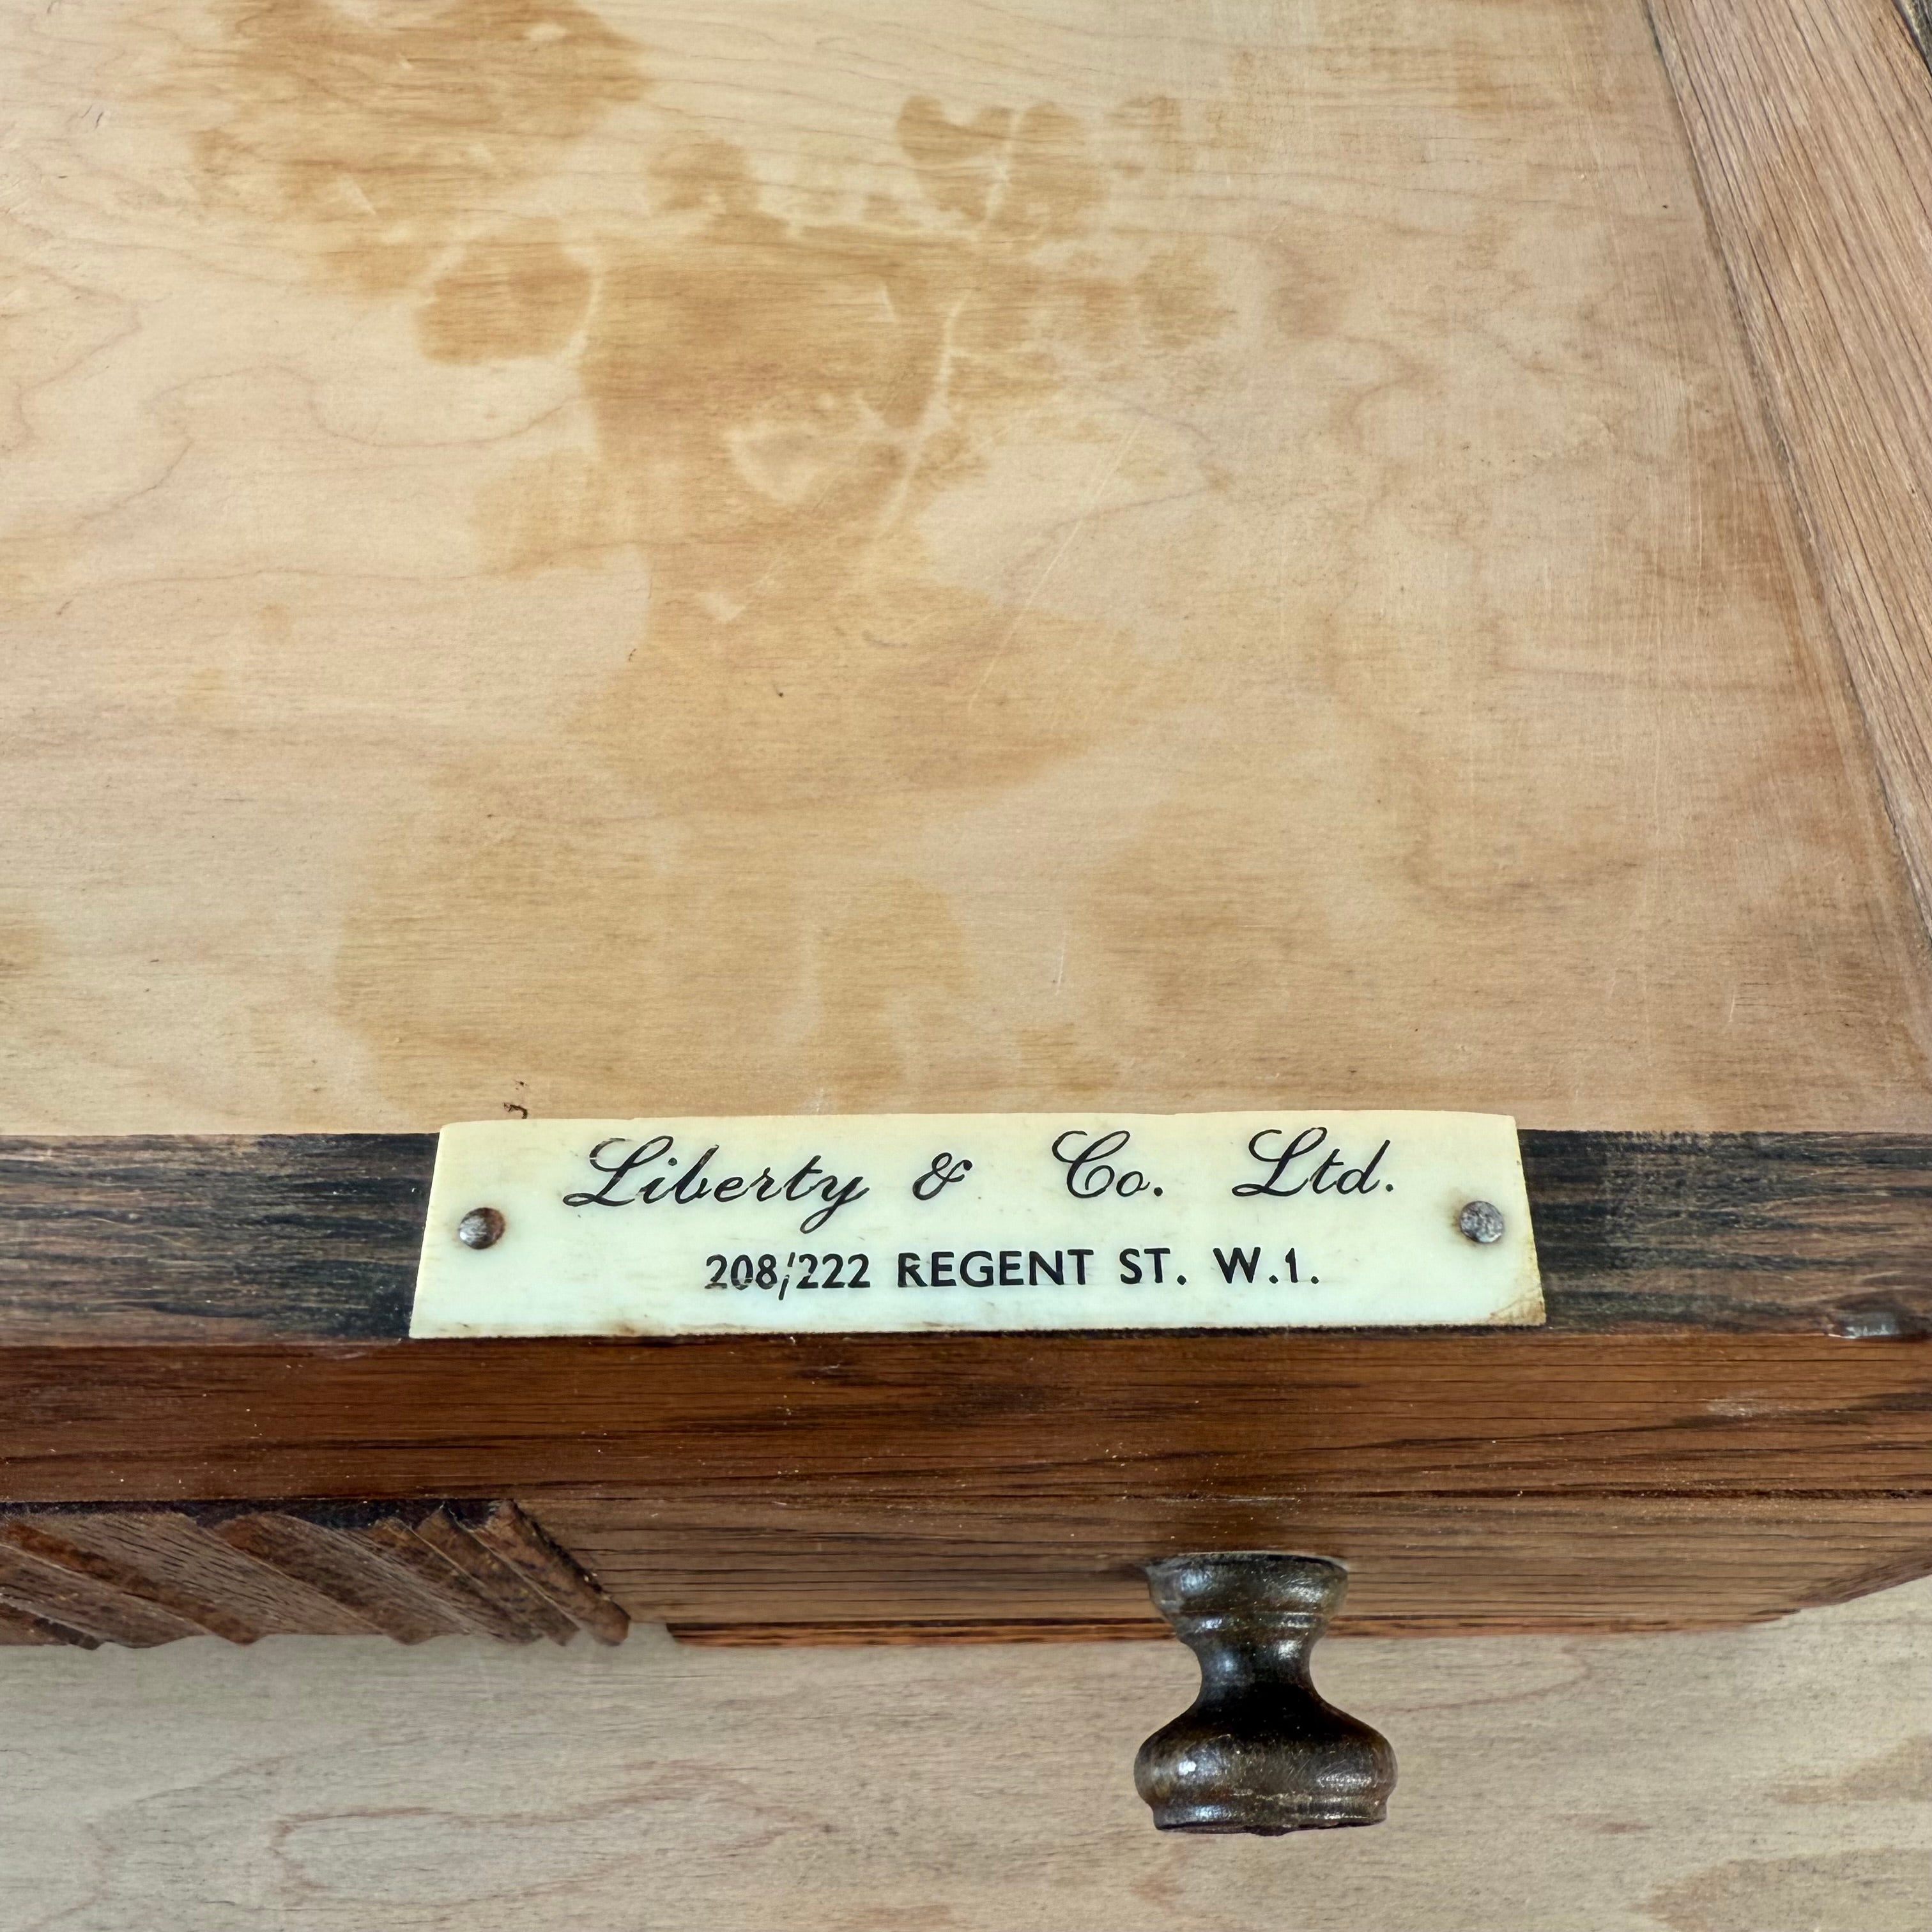 Liberty & Co. Ltd.
208/222 REGENT ST. W.1.